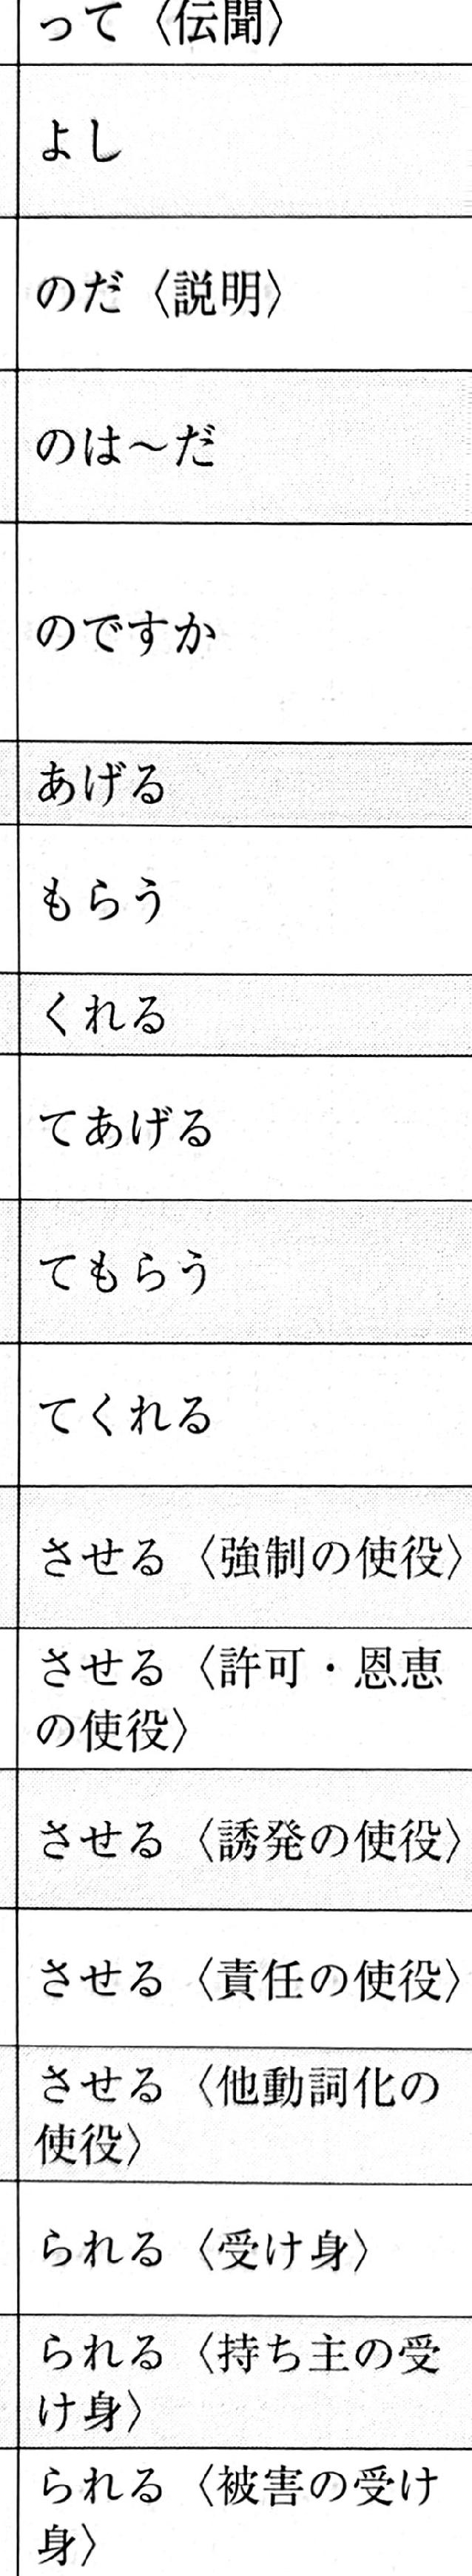 って〈伝聞〉
よし
のだ〈説明〉
のは～だ
のですか
あげる
もらう
くれる
てあげる
てもらう
てくれる
させる〈強制の使役〉
させる〈許可・恩恵
の使役〉
させる〈誘発の使役〉
させる〈責任の使役〉
させる〈他動詞化の
使役〉
られる〈受け身〉
られる〈持ち主の受
け身〉
られる〈被害の受け
身〉